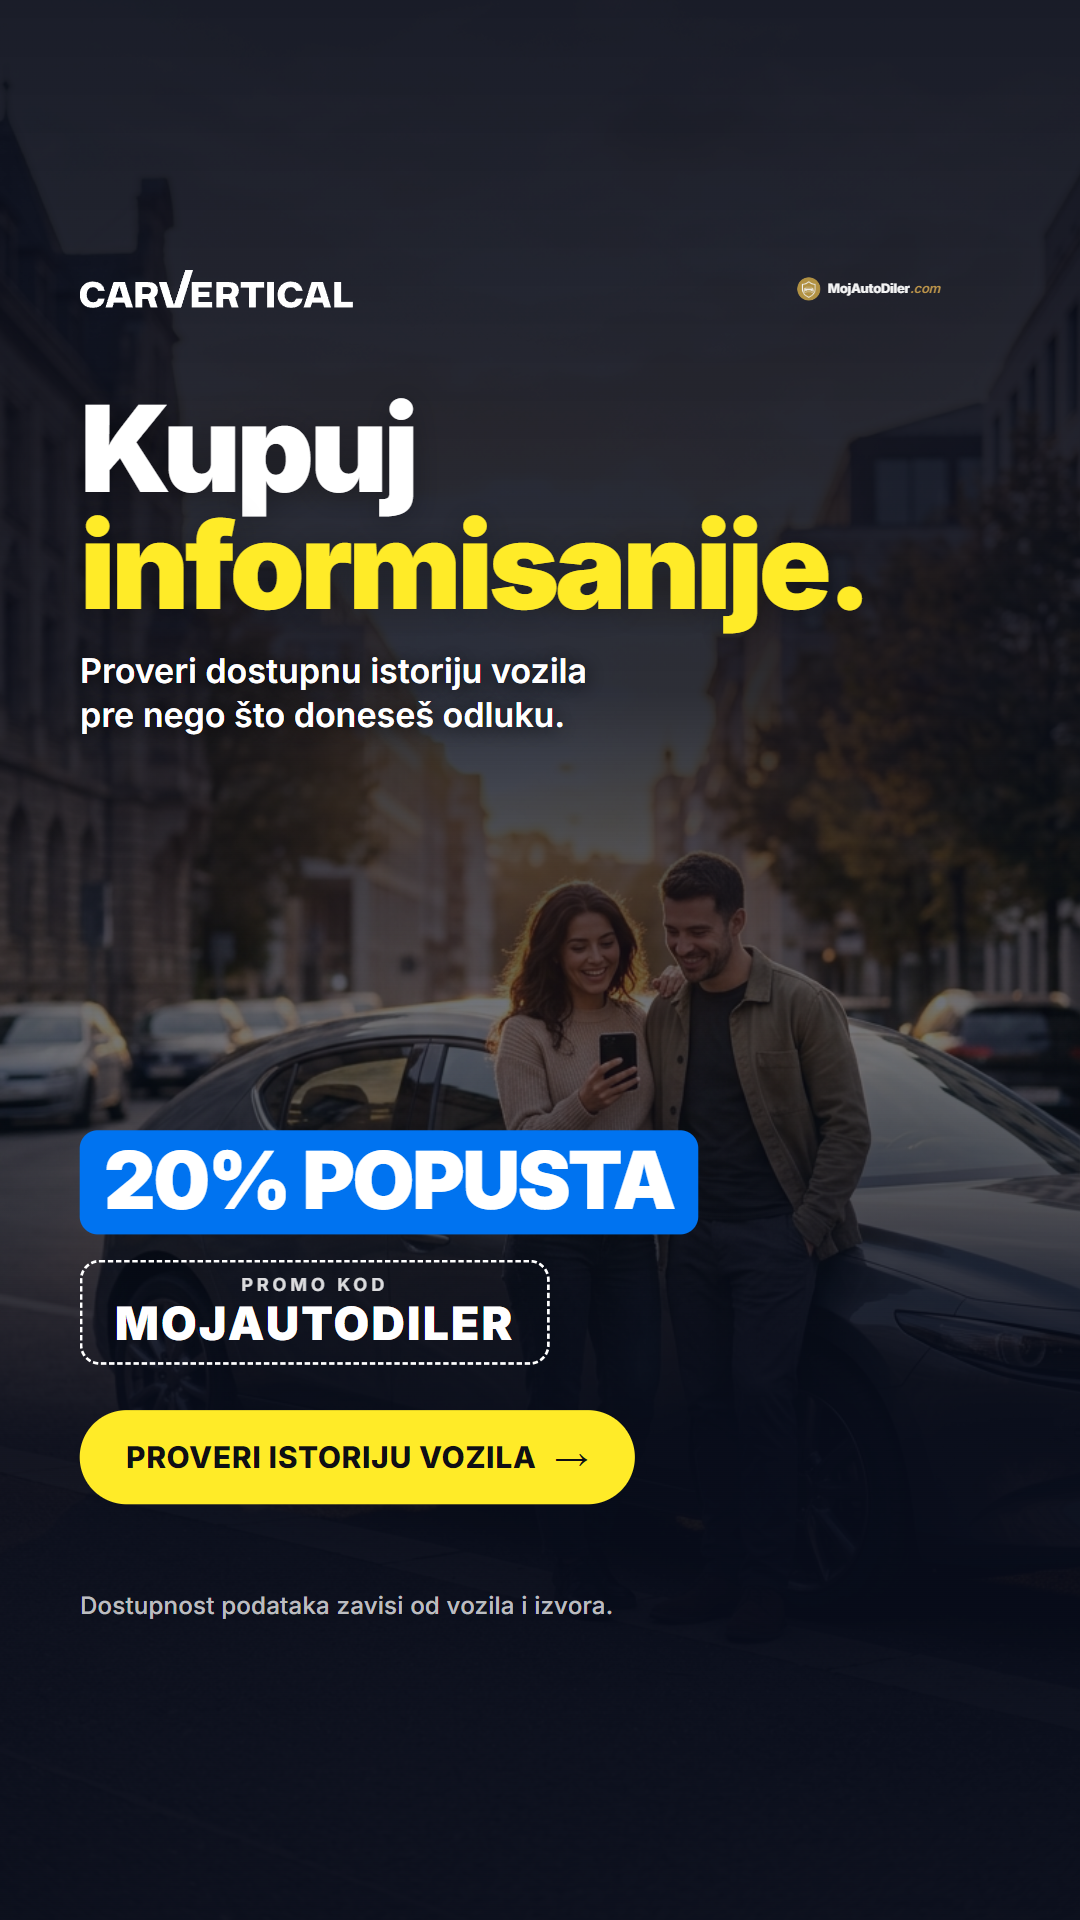 CARVERTICAL
MojAutoDiler.com
Kupuj
informisanije.
Proveri dostupnu istoriju vozila
pre nego što doneseš odluku.
20% POPUSTA
PROMO KOD
MOJAUTODILER
PROVERI ISTORIJU VOZILA →
Dostupnost podataka zavisi od vozila i izvora.